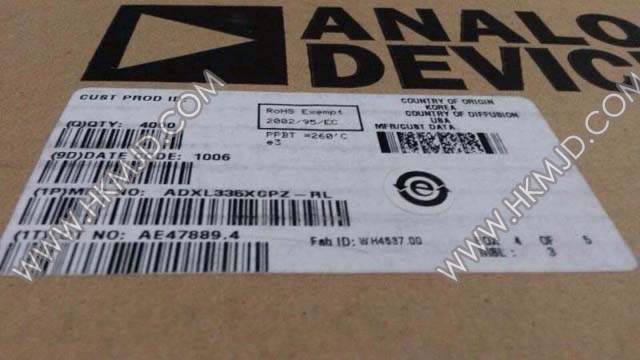 ANALO
DEVIC
CUST PROD ID
(Q)QTY: 4000
(9D)DATE CODE: 1006
(1P) NO: ADXL335XCPZ-RL
(1T) NO: AE47889.4
RoHS Exempt
2002/95/EC
PPBT =260'C
e3
COUNTRY OF ORIGIN
KOREA
COUNTRY OF DIFFUSION
USA
MFR/CUST DATA
e
Fab ID: WH4537.00
BOX 4 OF 5
MSL: 3
WWW.HKMJD.COM
WWW.HKMJD.COM